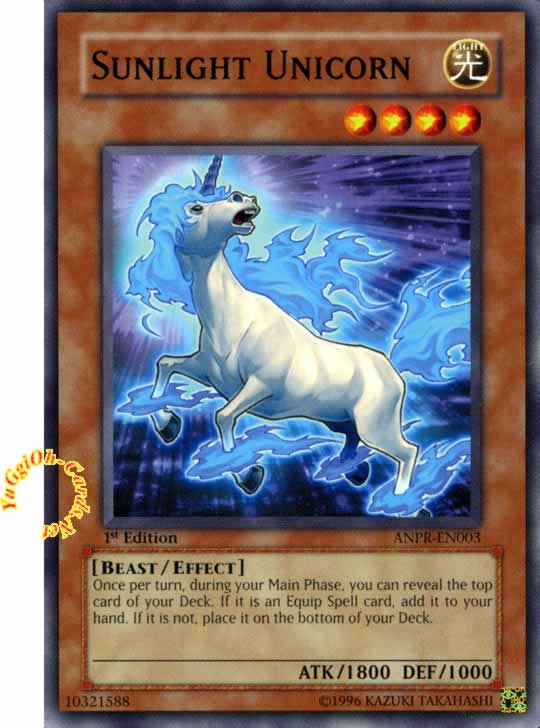 SUNLIGHT UNICORN
LIGHT
光
YuGgiOh-Cards.Net
1st Edition
ANPR-EN003
[BEAST / EFFECT]
Once per turn, during your Main Phase, you can reveal the top
card of your Deck. If it is an Equip Spell card, add it to your
hand. If it is not, place it on the bottom of your Deck.
ATK/1800 DEF/1000
10321588
©1996 KAZUKI TAKAHASHI